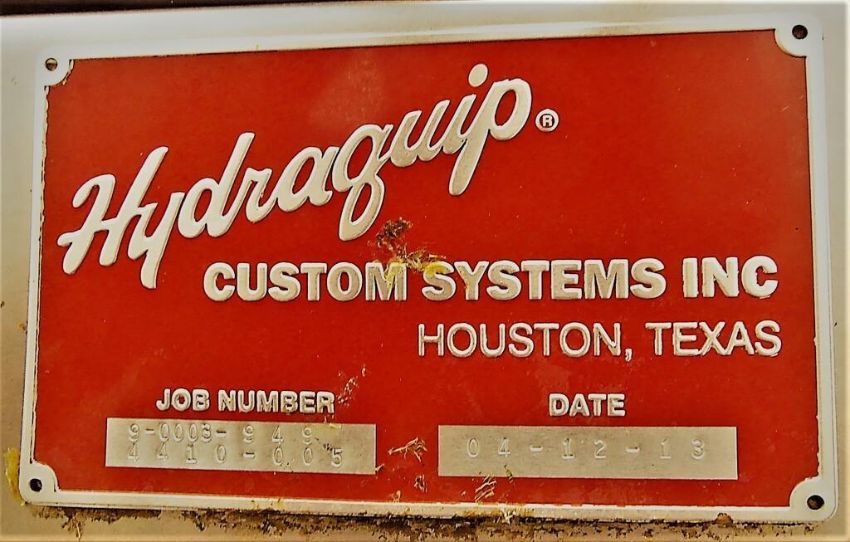 Hydraquip®
CUSTOM SYSTEMS INC
HOUSTON, TEXAS
JOB NUMBER
9-0003-949
4410-005
DATE
04-12-13